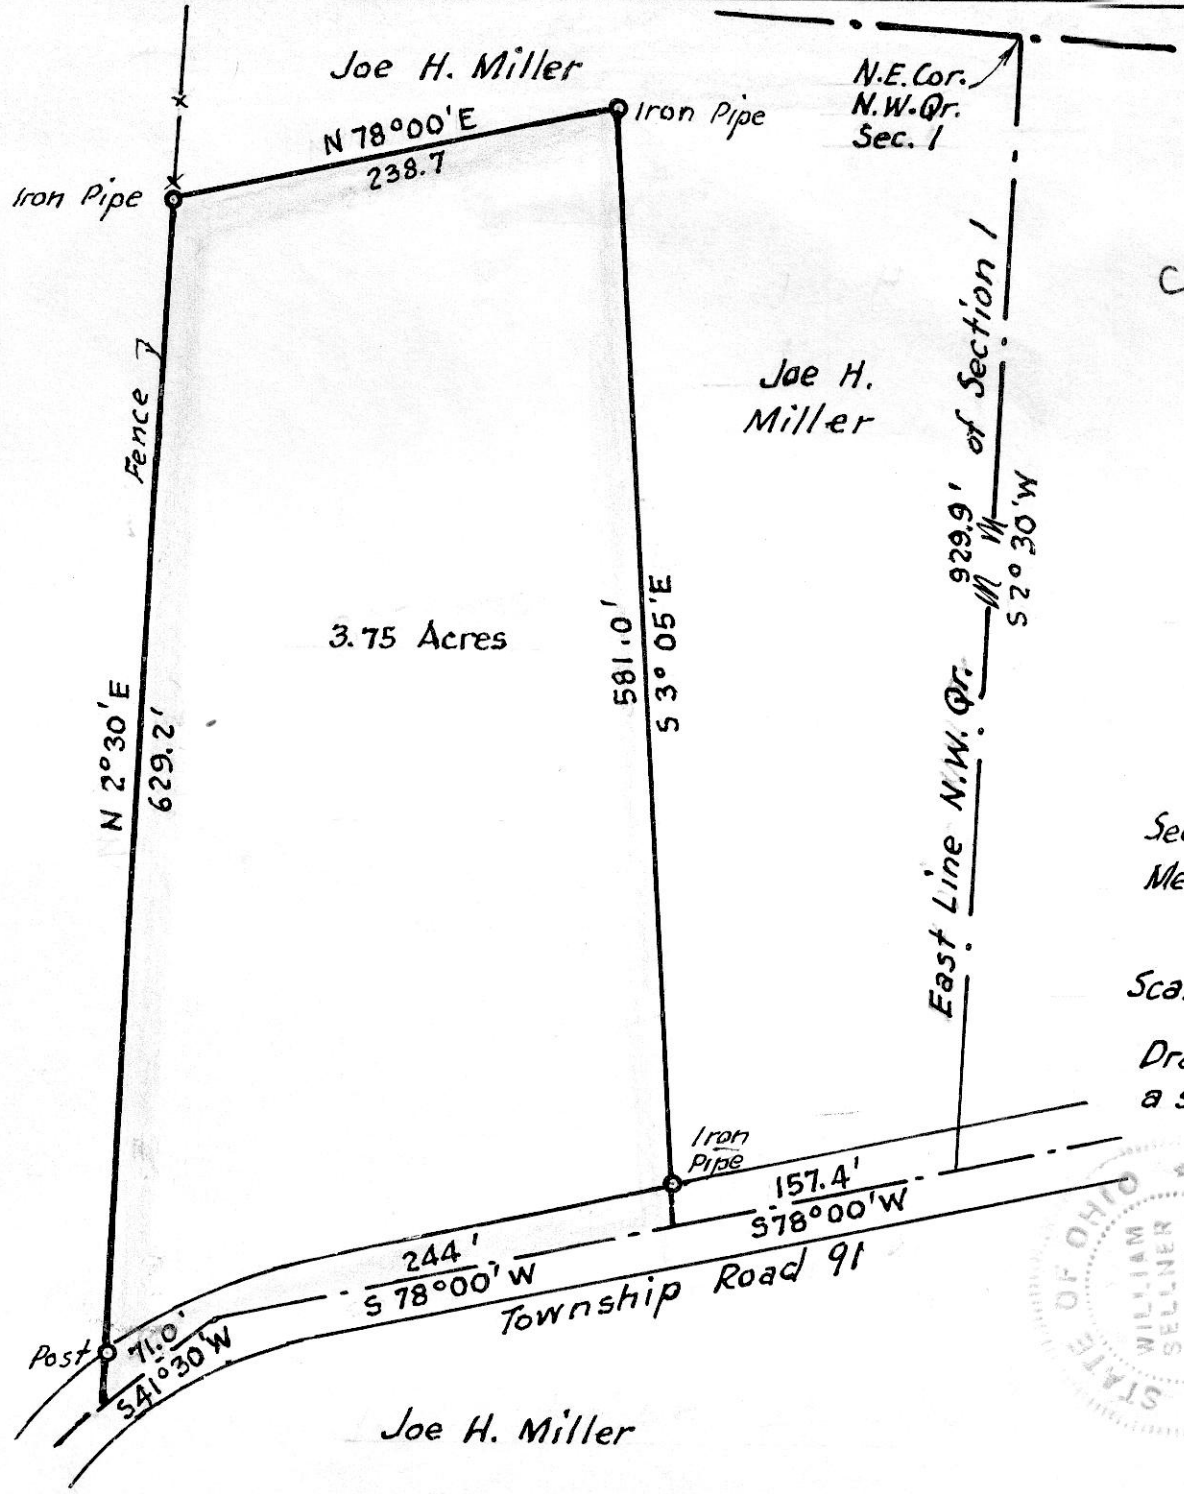 Joe H. Miller
N.E. Cor.
N.W. Qr.
Sec. 1
N 78°00'E
238.7
Iron Pipe
Iron Pipe
Fence
Joe H.
Miller
3.75 Acres
N 2°30'E
629.2'
581.0'
S 3°05'E
East Line N.W. Qr. 929.9' of Section 1
S 2°30'W
Iron
Pipe
157.4'
S78°00'W
244'
S 78°00'W
Township Road 91
Post
71.0'
S41°30'W
Joe H. Miller
STATE OF OHIO
WILLIAM
SELLNER